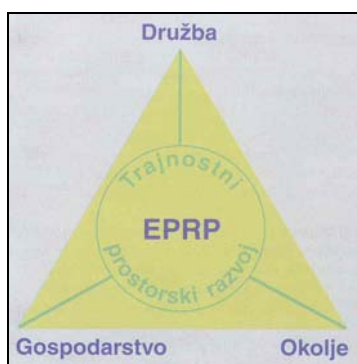 Družba
Trajnostni
EPRP
prostorski razvoj
Gospodarstvo Okolje